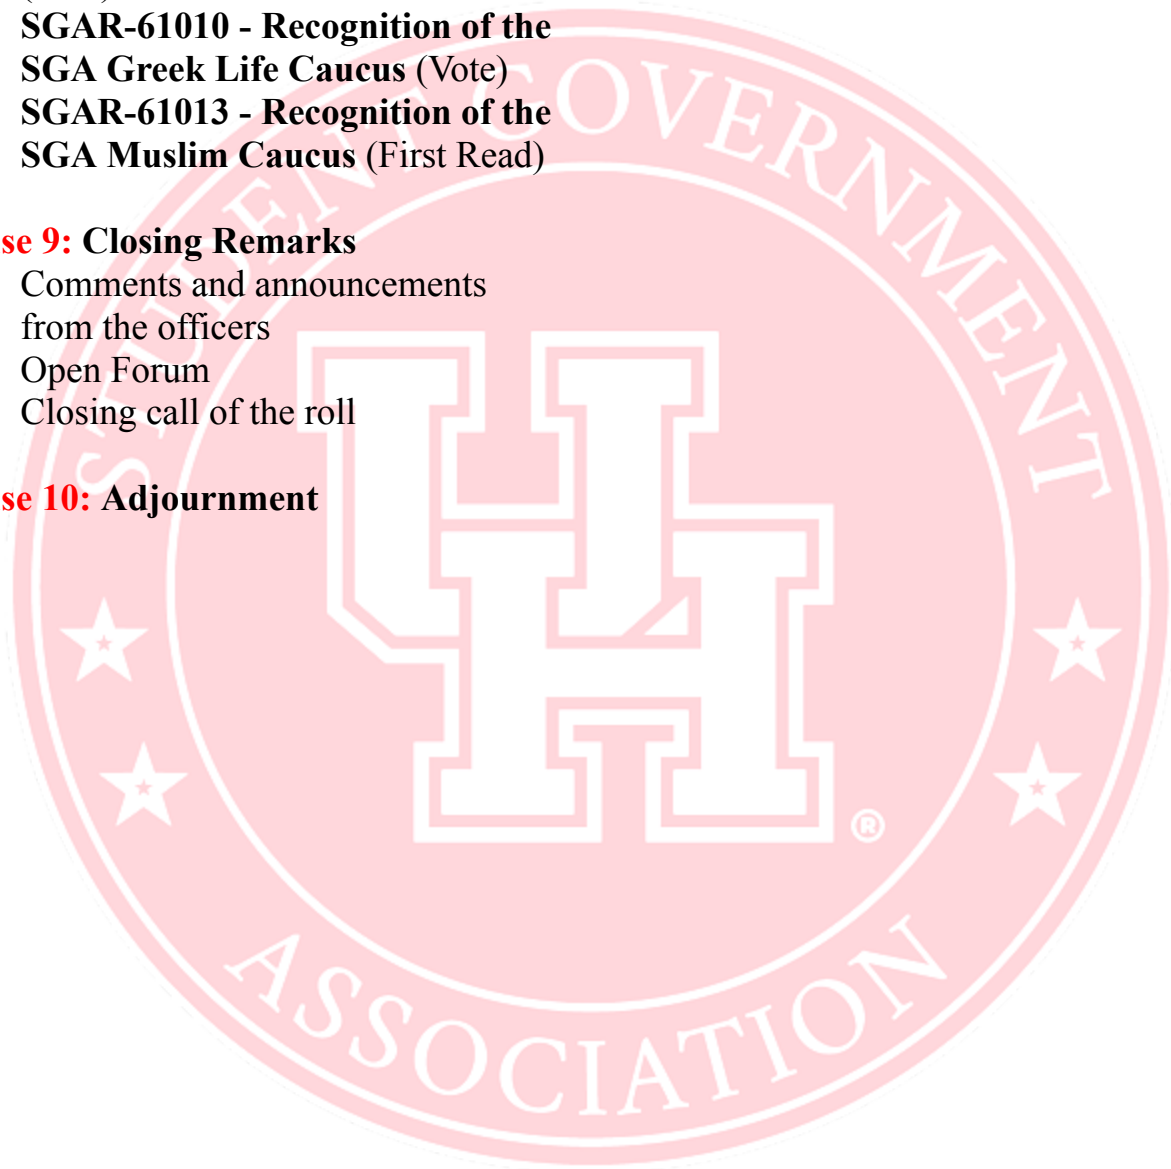 SGAR-61010 - Recognition of the
SGA Greek Life Caucus (Vote)
SGAR-61013 - Recognition of the
SGA Muslim Caucus (First Read)
se 9: Closing Remarks
Comments and announcements
from the officers
Open Forum
Closing call of the roll
se 10: Adjournment
STUDENT GOVERNMENT
UH
®
ASSOCIATION